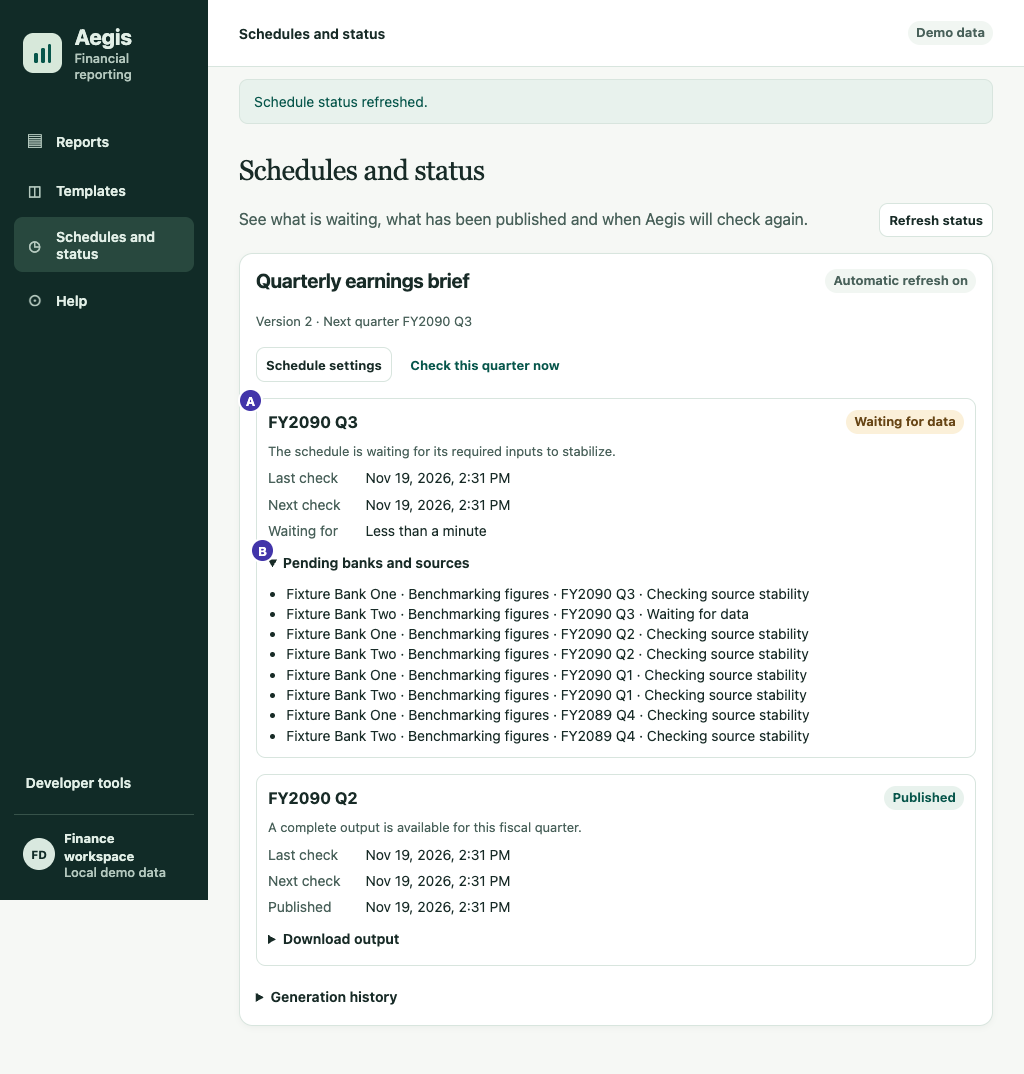 Aegis
Financial
reporting
Reports
Templates
Schedules and
status
Help
Developer tools
FD
Finance
workspace
Local demo data
Schedules and status
Demo data
Schedule status refreshed.
Schedules and status
See what is waiting, what has been published and when Aegis will check again.
Refresh status
Quarterly earnings brief
Automatic refresh on
Version 2 · Next quarter FY2090 Q3
Schedule settings
Check this quarter now
A
FY2090 Q3
Waiting for data
The schedule is waiting for its required inputs to stabilize.
Last check Nov 19, 2026, 2:31 PM
Next check Nov 19, 2026, 2:31 PM
Waiting for Less than a minute
B
Pending banks and sources
Fixture Bank One · Benchmarking figures · FY2090 Q3 · Checking source stability
Fixture Bank Two · Benchmarking figures · FY2090 Q3 · Waiting for data
Fixture Bank One · Benchmarking figures · FY2090 Q2 · Checking source stability
Fixture Bank Two · Benchmarking figures · FY2090 Q2 · Checking source stability
Fixture Bank One · Benchmarking figures · FY2090 Q1 · Checking source stability
Fixture Bank Two · Benchmarking figures · FY2090 Q1 · Checking source stability
Fixture Bank One · Benchmarking figures · FY2089 Q4 · Checking source stability
Fixture Bank Two · Benchmarking figures · FY2089 Q4 · Checking source stability
FY2090 Q2
Published
A complete output is available for this fiscal quarter.
Last check Nov 19, 2026, 2:31 PM
Next check Nov 19, 2026, 2:31 PM
Published Nov 19, 2026, 2:31 PM
Download output
Generation history